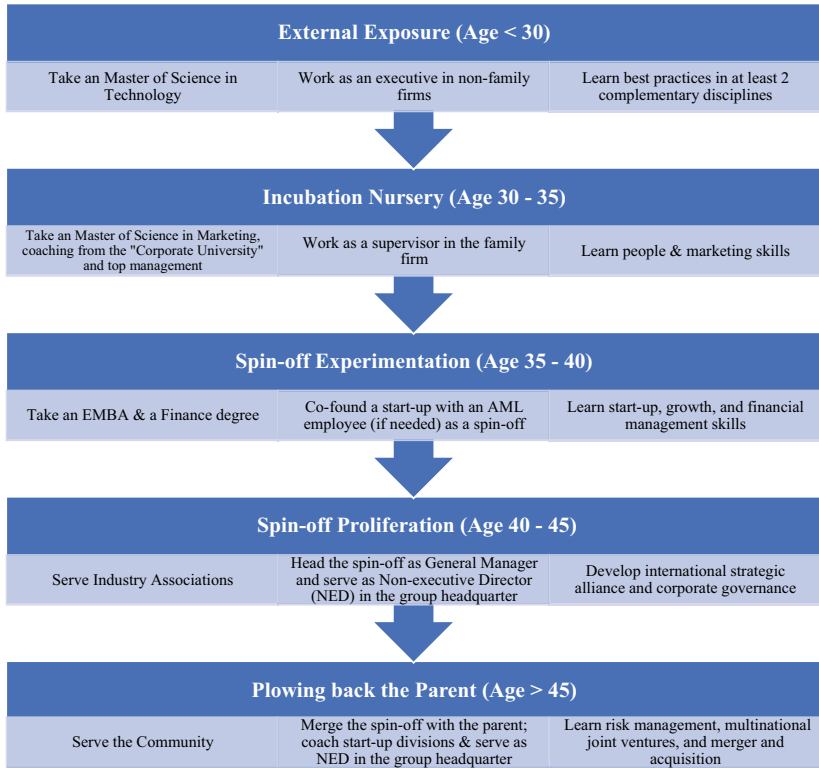 External Exposure (Age < 30)
Take an Master of Science in
Technology
Work as an executive in non-family
firms
Learn best practices in at least 2
complementary disciplines
Incubation Nursery (Age 30 - 35)
Take an Master of Science in Marketing,
coaching from the "Corporate University"
and top management
Work as a supervisor in the family
firm
Learn people & marketing skills
Spin-off Experimentation (Age 35 - 40)
Take an EMBA & a Finance degree
Co-found a start-up with an AML
employee (if needed) as a spin-off
Learn start-up, growth, and financial
management skills
Spin-off Proliferation (Age 40 - 45)
Serve Industry Associations
Head the spin-off as General Manager
and serve as Non-executive Director
(NED) in the group headquarter
Develop international strategic
alliance and corporate governance
Plowing back the Parent (Age > 45)
Serve the Community
Merge the spin-off with the parent;
coach start-up divisions & serve as
NED in the group headquarter
Learn risk management, multinational
joint ventures, and merger and
acquisition